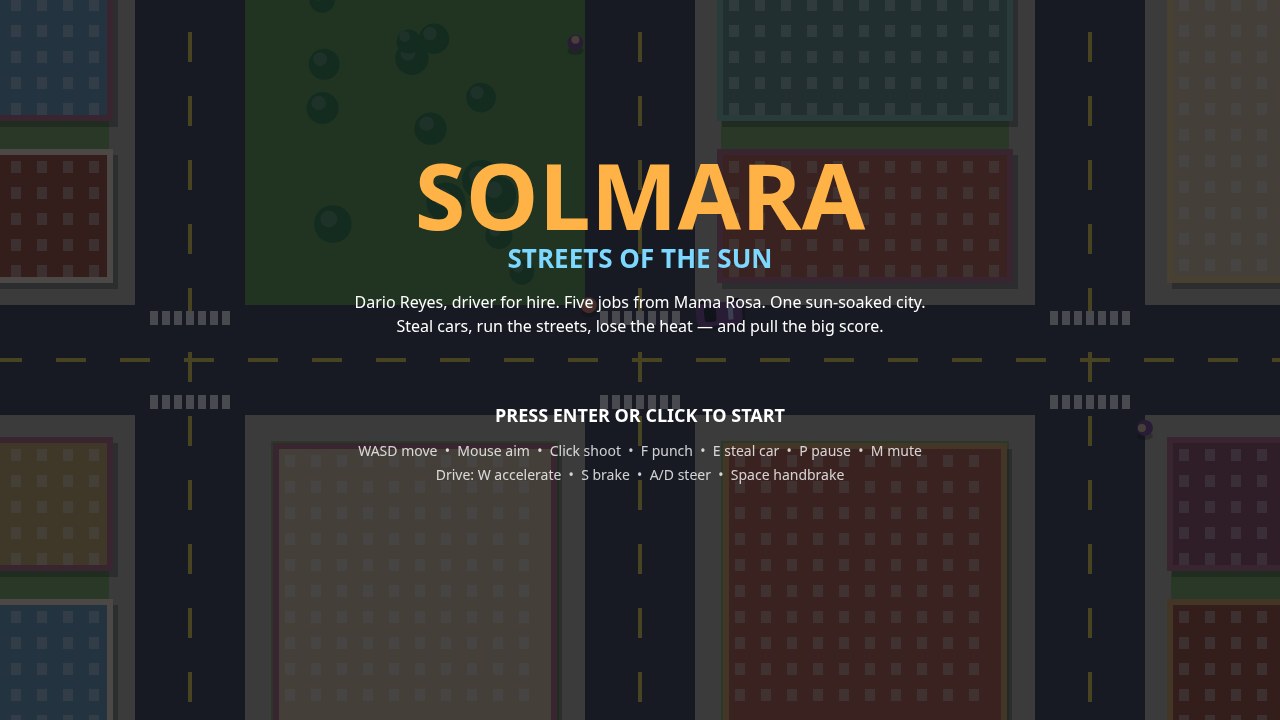 SOLMARA
STREETS OF THE SUN
Dario Reyes, driver for hire. Five jobs from Mama Rosa. One sun-soaked city.
Steal cars, run the streets, lose the heat — and pull the big score.
PRESS ENTER OR CLICK TO START
WASD move • Mouse aim • Click shoot • F punch • E steal car • P pause • M mute
Drive: W accelerate • S brake • A/D steer • Space handbrake